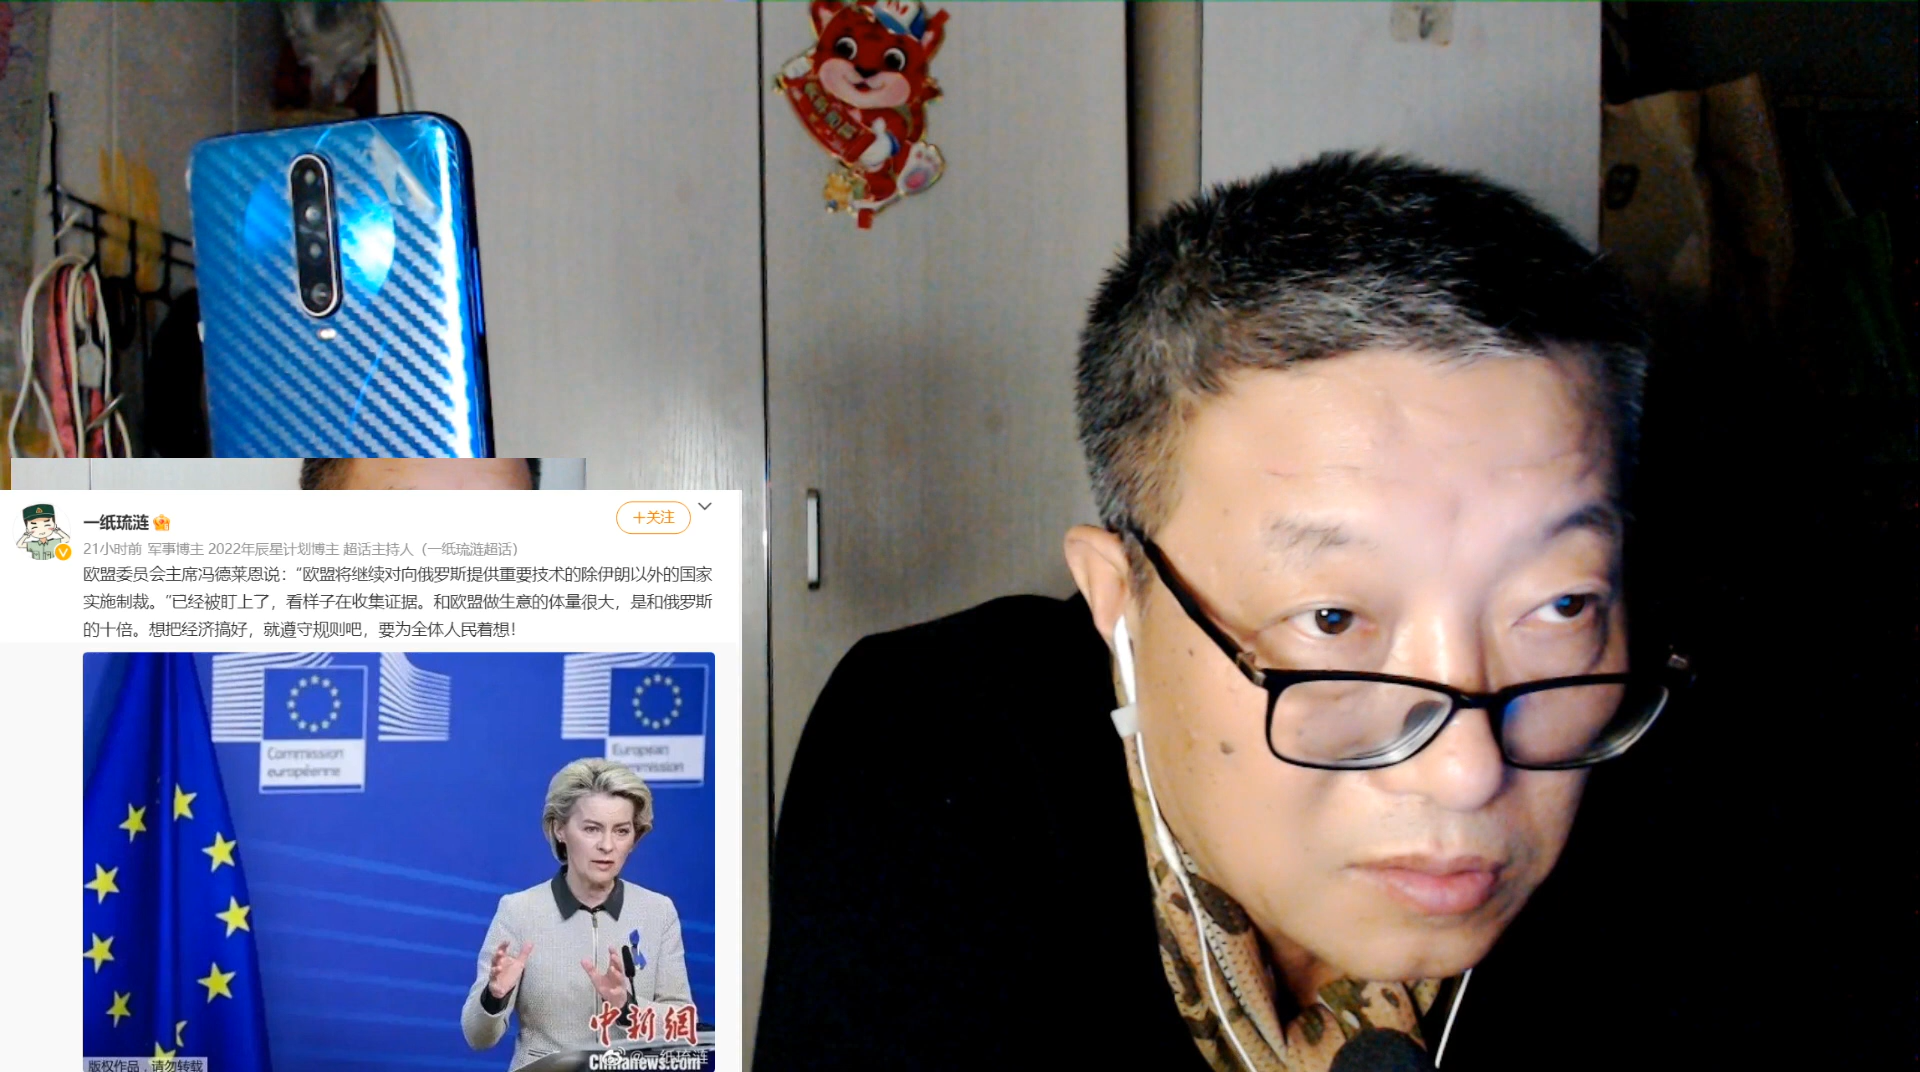 一纸琉涟
+关注
21小时前 军事博主 2022年辰星计划博主 超话主持人（一纸琉涟超话）
欧盟委员会主席冯德莱恩说：“欧盟将继续对向俄罗斯提供重要技术的除伊朗以外的国家
实施制裁。”已经被盯上了，看样子在收集证据。和欧盟做生意的体量很大，是和俄罗斯
的十倍。想把经济搞好，就遵守规则吧，要为全体人民着想！
Commission
européenne
European
Commission
中新網
Chinanews.com
@一纸琉涟
版权作品，请勿转载